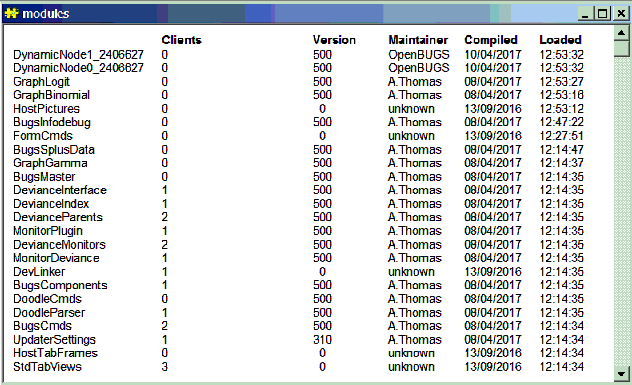 modules
Clients Version Maintainer Compiled Loaded
DynamicNode1_2406627 0 500 OpenBUGS 10/04/2017 12:53:32
DynamicNode0_2406627 0 500 OpenBUGS 10/04/2017 12:53:32
GraphLogit 0 500 A.Thomas 08/04/2017 12:53:27
GraphBinomial 0 500 A.Thomas 08/04/2017 12:53:16
HostPictures 0 0 unknown 13/09/2016 12:53:12
BugsInfodebug 0 500 A.Thomas 08/04/2017 12:47:22
FormCmds 0 0 unknown 13/09/2016 12:27:51
BugsSplusData 0 500 A.Thomas 08/04/2017 12:14:47
GraphGamma 0 500 A.Thomas 08/04/2017 12:14:37
BugsMaster 0 500 A.Thomas 08/04/2017 12:14:35
DevianceInterface 1 500 A.Thomas 08/04/2017 12:14:35
DevianceIndex 1 500 A.Thomas 08/04/2017 12:14:35
DevianceParents 2 500 A.Thomas 08/04/2017 12:14:35
MonitorPlugin 1 500 A.Thomas 08/04/2017 12:14:35
DevianceMonitors 2 500 A.Thomas 08/04/2017 12:14:35
MonitorDeviance 1 500 A.Thomas 08/04/2017 12:14:35
DevLinker 1 0 unknown 13/09/2016 12:14:35
BugsComponents 1 500 A.Thomas 08/04/2017 12:14:35
DoodleCmds 0 500 A.Thomas 08/04/2017 12:14:35
DoodleParser 1 500 A.Thomas 08/04/2017 12:14:35
BugsCmds 2 500 A.Thomas 08/04/2017 12:14:34
UpdaterSettings 1 310 A.Thomas 08/04/2017 12:14:34
HostTabFrames 0 0 unknown 13/09/2016 12:14:34
StdTabViews 3 0 unknown 13/09/2016 12:14:34